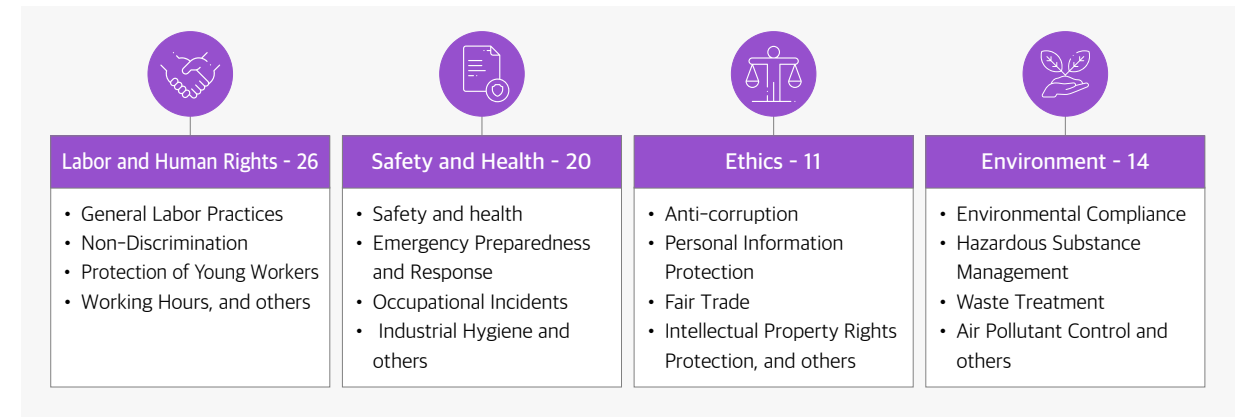 Labor and Human Rights - 26
• General Labor Practices
• Non-Discrimination
• Protection of Young Workers
• Working Hours, and others
Safety and Health - 20
• Safety and health
• Emergency Preparedness
and Response
• Occupational Incidents
• Industrial Hygiene and
others
Ethics - 11
• Anti-corruption
• Personal Information
Protection
• Fair Trade
• Intellectual Property Rights
Protection, and others
Environment - 14
• Environmental Compliance
• Hazardous Substance
Management
• Waste Treatment
• Air Pollutant Control and
others